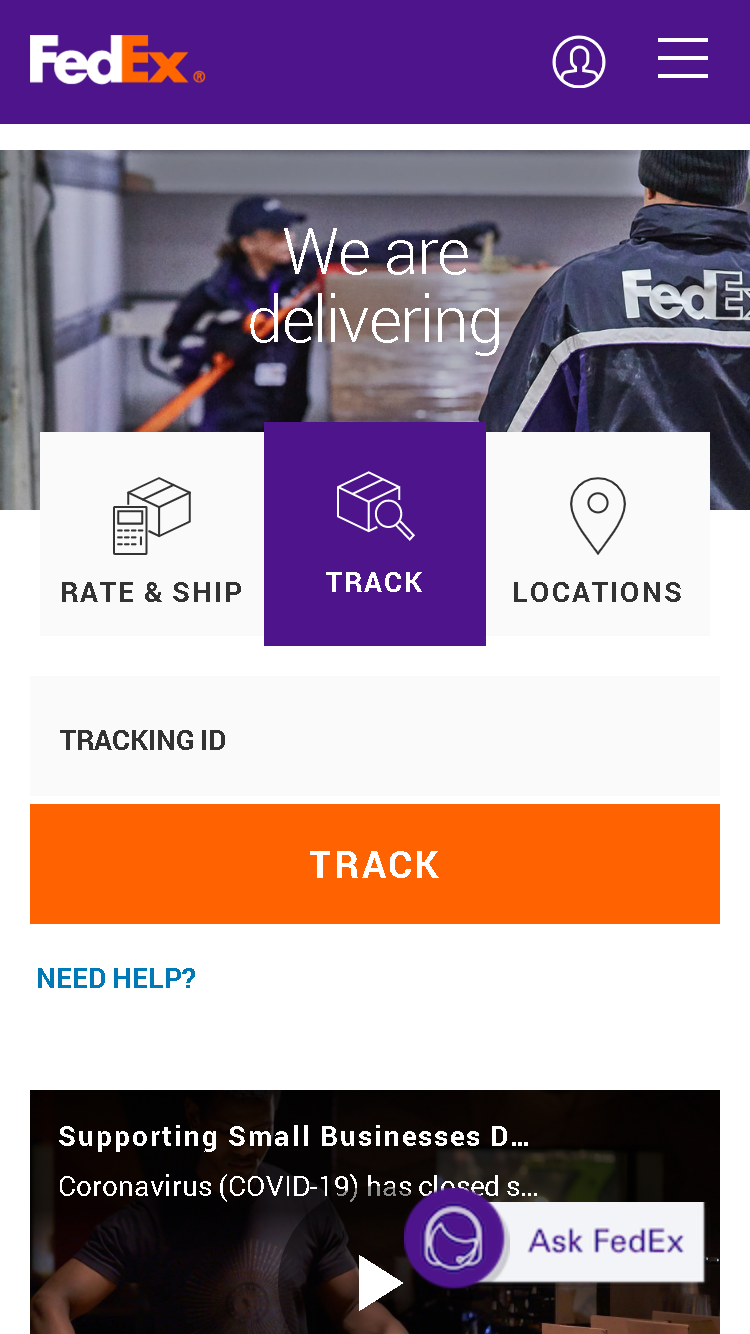 FedEx®
We are
delivering
FedEx
RATE & SHIP
TRACK
LOCATIONS
TRACKING ID
TRACK
NEED HELP?
Supporting Small Businesses D...
Coronavirus (COVID-19) has closed s...
Ask FedEx